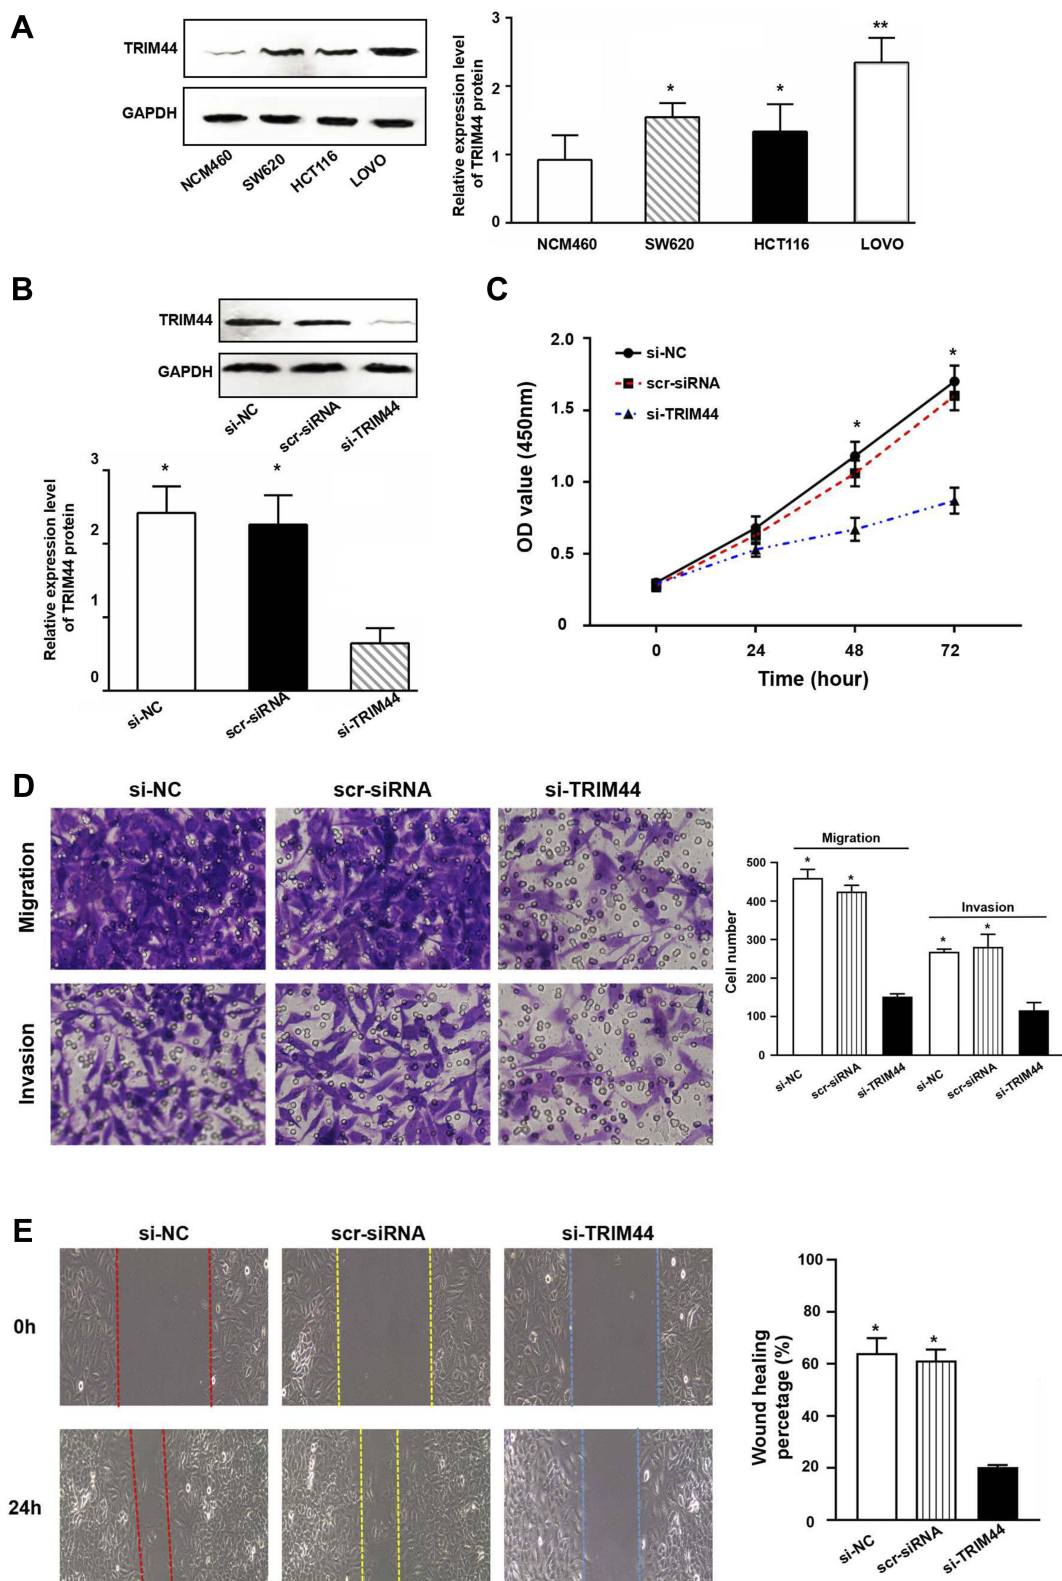 A
TRIM44
GAPDH
NCM460
SW620
HCT116
LOVO
Relative expression level
of TRIM44 protein
3
2
1
0
*
*
**
NCM460
SW620
HCT116
LOVO
B
TRIM44
GAPDH
si-NC
scr-siRNA
si-TRIM44
Relative expression level
of TRIM44 protein
3
2
1
0
*
*
si-NC
scr-siRNA
si-TRIM44
C
OD value (450nm)
2.0
1.5
1.0
0.5
0
si-NC
scr-siRNA
si-TRIM44
*
*
0
24
48
72
Time (hour)
D
si-NC
scr-siRNA
si-TRIM44
Migration
Invasion
Cell number
500
400
300
200
100
0
Migration
*
*
Invasion
*
*
si-NC
scr-siRNA
si-TRIM44
si-NC
scr-siRNA
si-TRIM44
E
si-NC
scr-siRNA
si-TRIM44
0h
24h
Wound healing
percetage (%)
100
80
60
40
20
0
*
*
si-NC
scr-siRNA
si-TRIM44